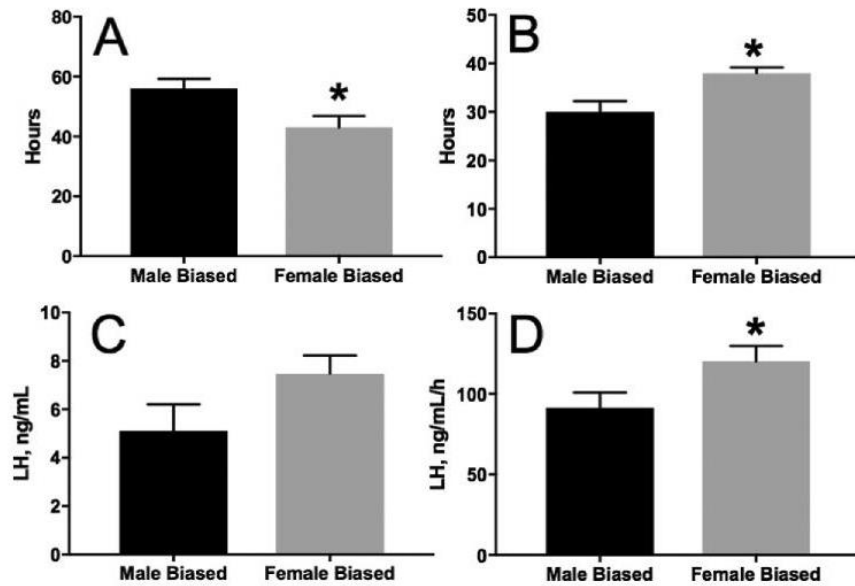 A
Hours
80
60
40
20
0
*
Male Biased
Female Biased
B
Hours
50
40
30
20
10
0
*
Male Biased
Female Biased
C
LH, ng/mL
10
8
6
4
2
0
Male Biased
Female Biased
D
LH, ng/mL/h
150
100
50
0
*
Male Biased
Female Biased